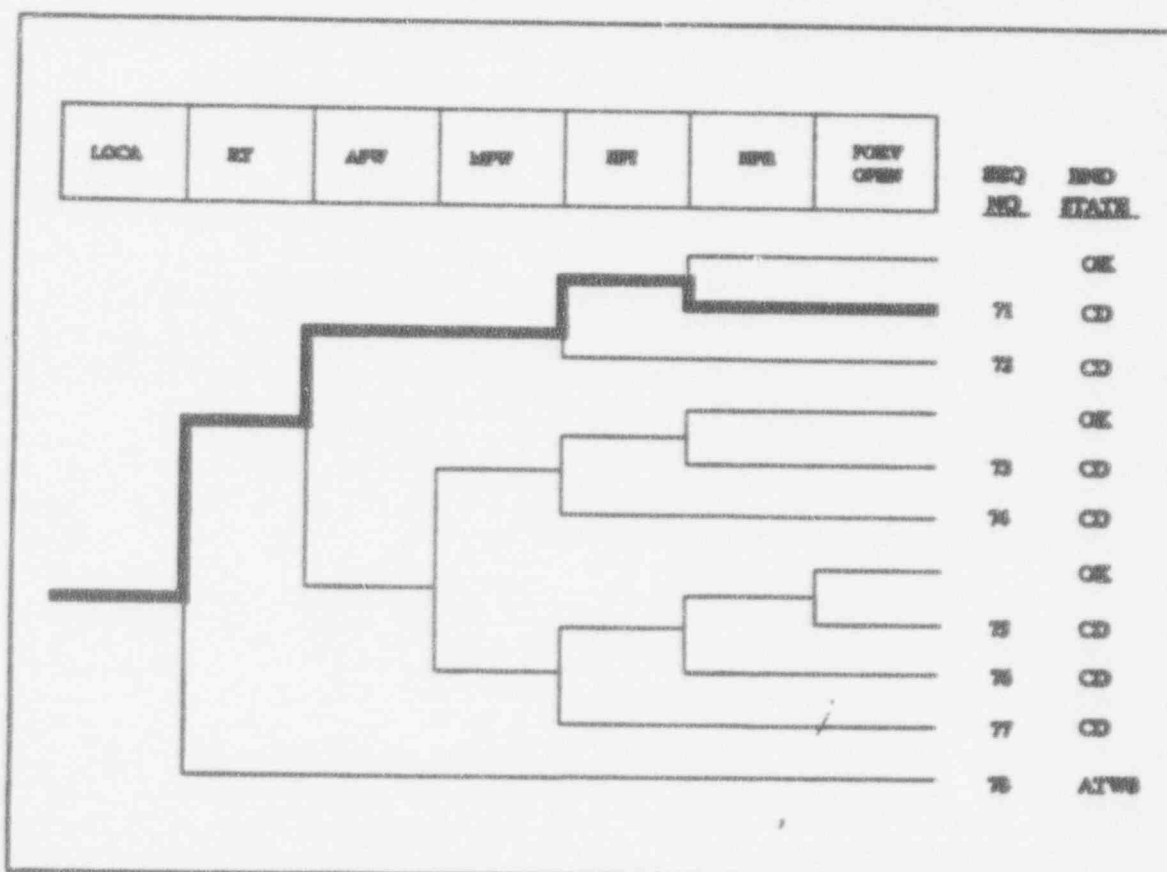 LOCA RT AFW MFW HPI HPR PORV
OPEN
SEQ END
NO STATE
OK
71 CD
72 CD
OK
73 CD
74 CD
OK
75 CD
76 CD
77 CD
78 ATWS